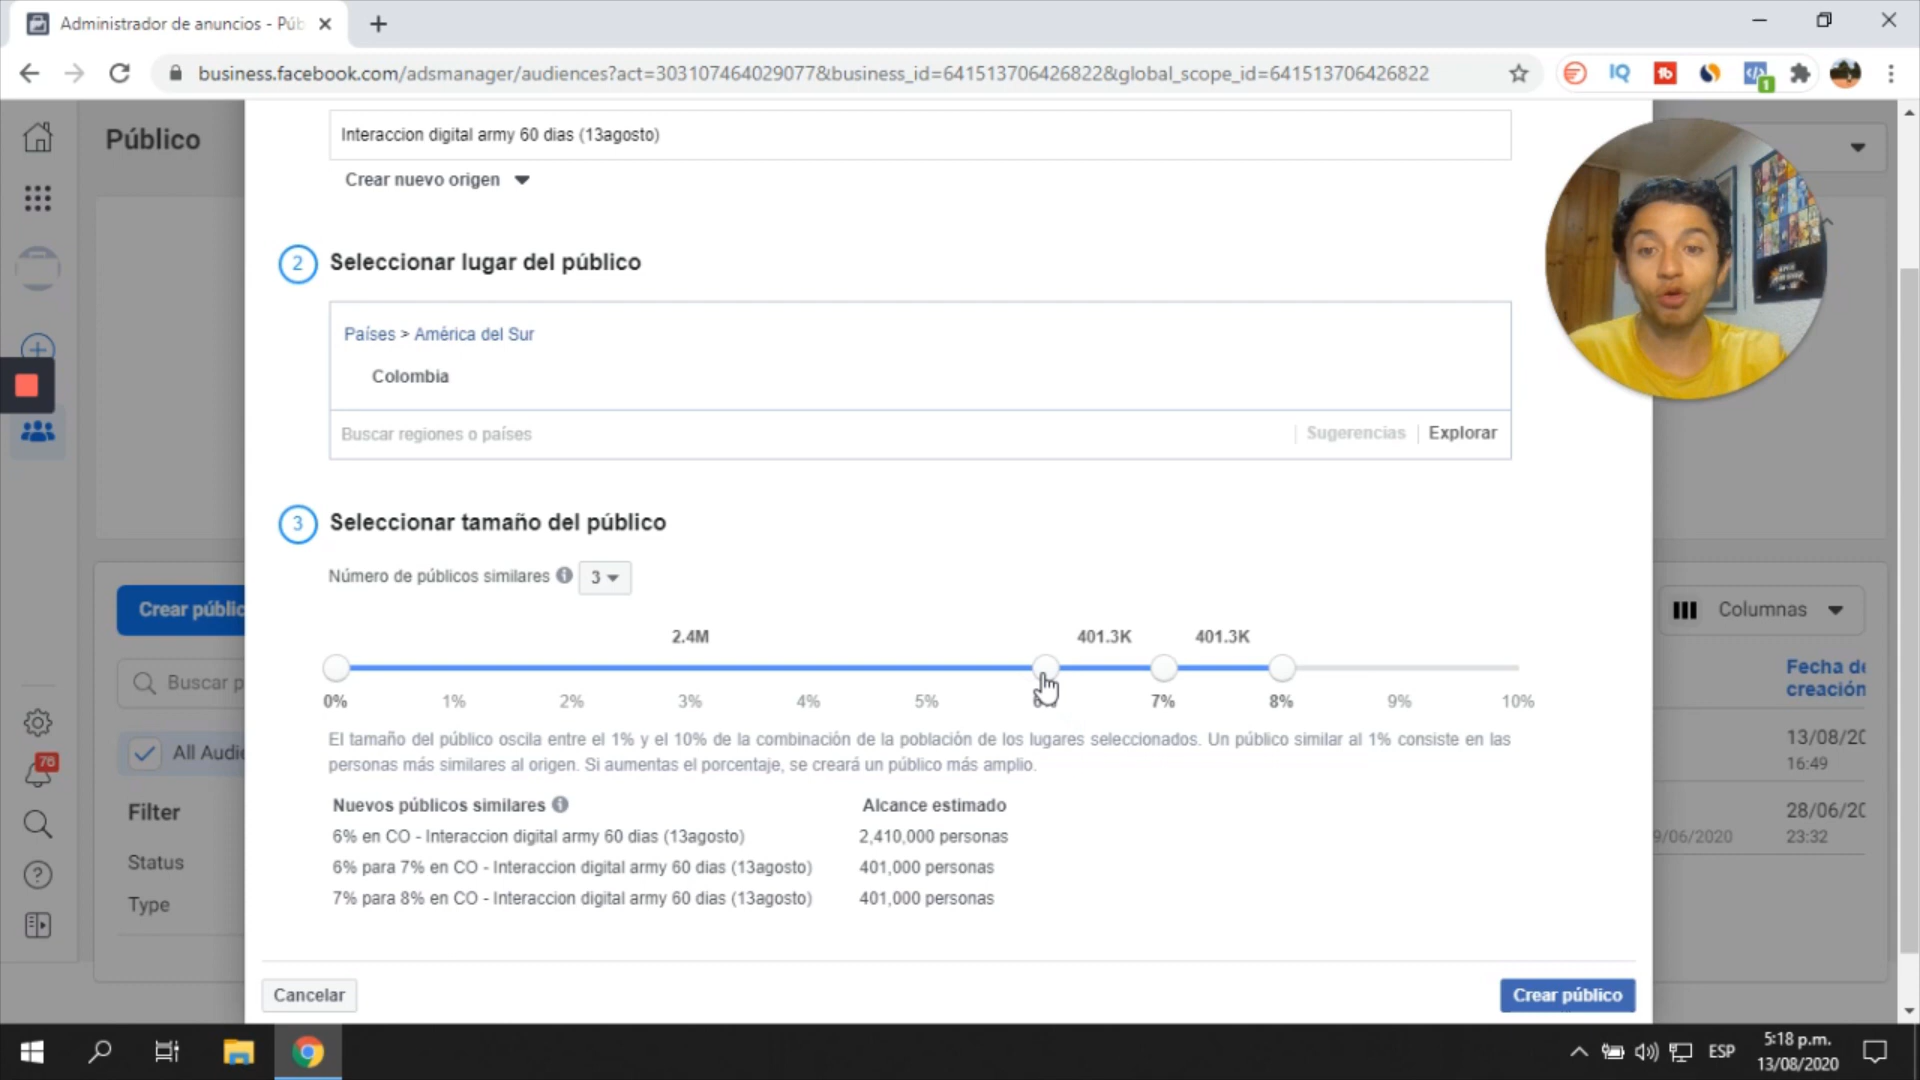 Administrador de anuncios - Púb
business.facebook.com/adsmanager/audiences?act=303107464029077&business_id=641513706426822&global_scope_id=641513706426822
IQ
1
Público
Interaccion digital army 60 dias (13agosto)
Crear nuevo origen
2 Seleccionar lugar del público
Países > América del Sur
Colombia
Buscar regiones o países
Sugerencias
Explorar
3 Seleccionar tamaño del público
Número de públicos similares 3
Crear públic
Columnas
2.4M 401.3K 401.3K
Buscar p
Fecha de
creación
0% 1% 2% 3% 4% 5% 6% 7% 8% 9% 10%
El tamaño del público oscila entre el 1% y el 10% de la combinación de la población de los lugares seleccionados. Un público similar al 1% consiste en las
personas más similares al origen. Si aumentas el porcentaje, se creará un público más amplio.
All Audie
76
13/08/20
16:49
Nuevos públicos similares Alcance estimado
6% en CO - Interaccion digital army 60 dias (13agosto) 2,410,000 personas
6% para 7% en CO - Interaccion digital army 60 dias (13agosto) 401,000 personas
7% para 8% en CO - Interaccion digital army 60 dias (13agosto) 401,000 personas
Filter
Status
Type
28/06/20
9/06/2020 23:32
Cancelar
Crear público
ESP
5:18 p.m.
13/08/2020